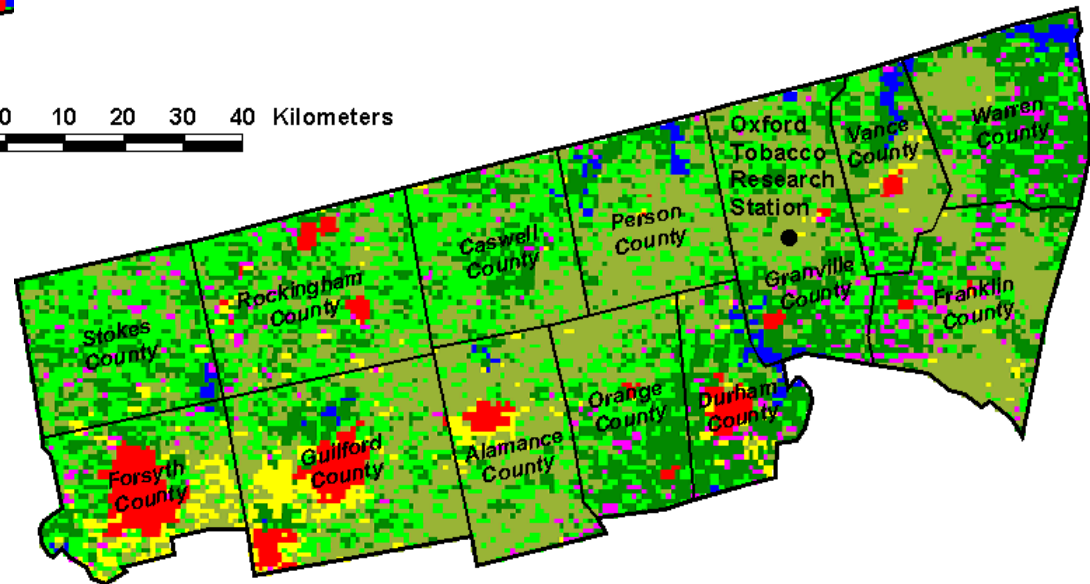 0 10 20 30 40 Kilometers
Oxford
Tobacco
Research
Station
Vance
County
Warren
County
Person
County
Caswell
County
Granville
County
Franklin
County
Rockingham
County
Stokes
County
Orange
County
Durham
County
Alamance
County
Guilford
County
Forsyth
County